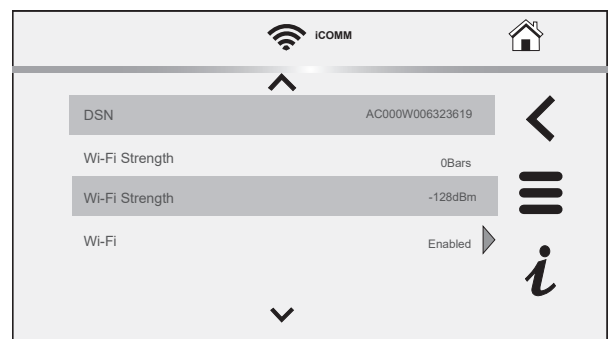 iCOMM
DSN AC000W006323619
Wi-Fi Strength 0Bars
Wi-Fi Strength -128dBm
Wi-Fi Enabled
i